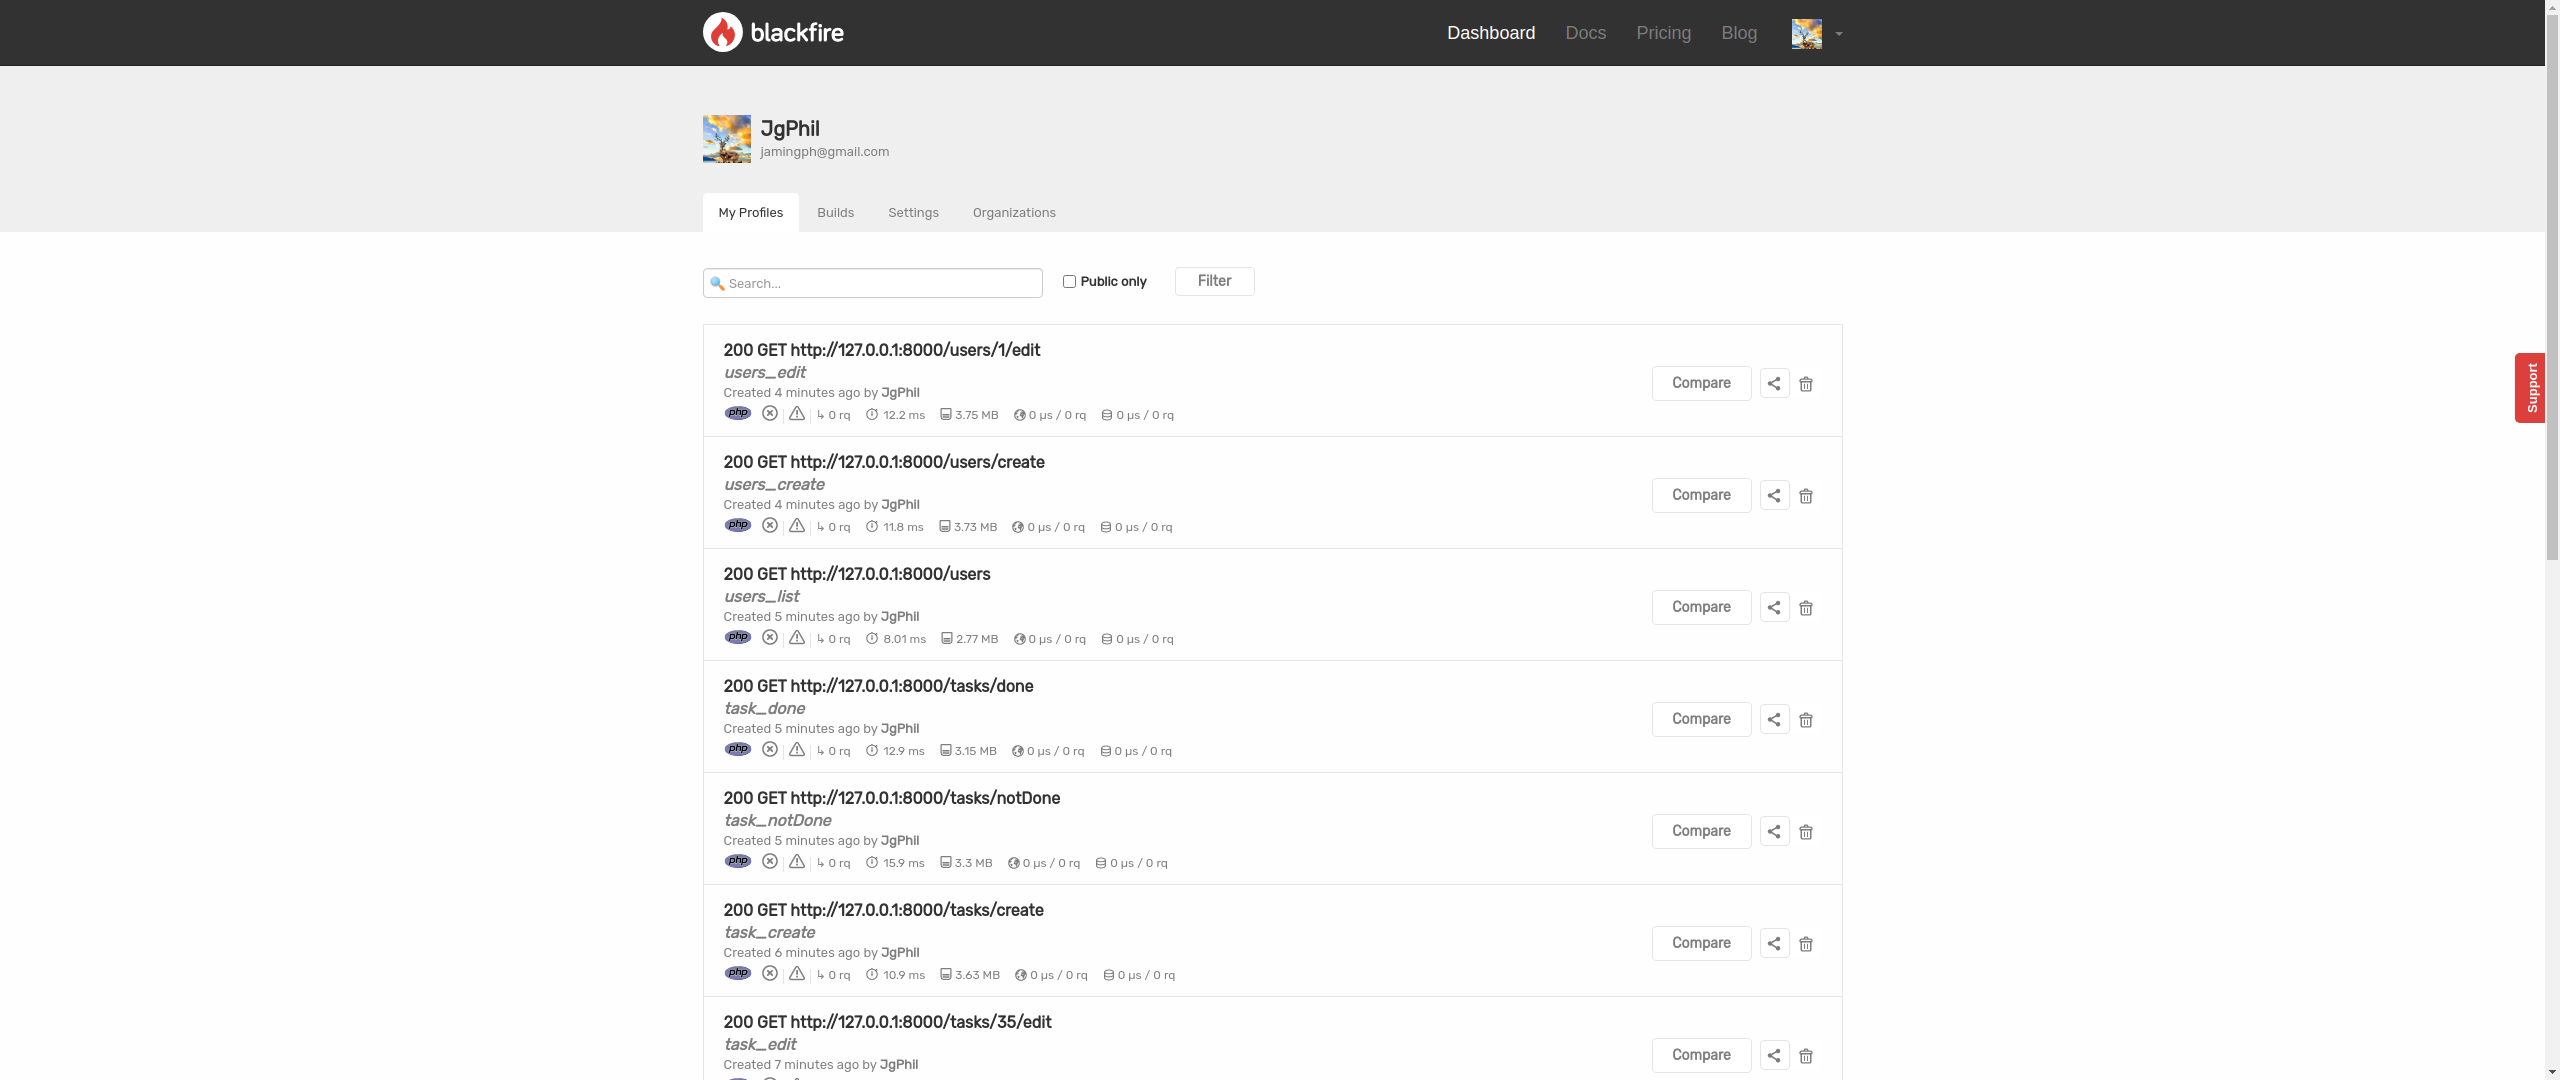 blackfire
Dashboard Docs Pricing Blog
JgPhil
jamingph@gmail.com
My Profiles Builds Settings Organizations
Search... Public only Filter
200 GET http://127.0.0.1:8000/users/1/edit
users_edit
Compare
Created 4 minutes ago by JgPhil
php 0 rq 12.2 ms 3.75 MB 0 µs / 0 rq 0 µs / 0 rq
Support
200 GET http://127.0.0.1:8000/users/create
users_create
Compare
Created 4 minutes ago by JgPhil
php 0 rq 11.8 ms 3.73 MB 0 µs / 0 rq 0 µs / 0 rq
200 GET http://127.0.0.1:8000/users
users_list
Compare
Created 5 minutes ago by JgPhil
php 0 rq 8.01 ms 2.77 MB 0 µs / 0 rq 0 µs / 0 rq
200 GET http://127.0.0.1:8000/tasks/done
task_done
Compare
Created 5 minutes ago by JgPhil
php 0 rq 12.9 ms 3.15 MB 0 µs / 0 rq 0 µs / 0 rq
200 GET http://127.0.0.1:8000/tasks/notDone
task_notDone
Compare
Created 5 minutes ago by JgPhil
php 0 rq 15.9 ms 3.3 MB 0 µs / 0 rq 0 µs / 0 rq
200 GET http://127.0.0.1:8000/tasks/create
task_create
Compare
Created 6 minutes ago by JgPhil
php 0 rq 10.9 ms 3.63 MB 0 µs / 0 rq 0 µs / 0 rq
200 GET http://127.0.0.1:8000/tasks/35/edit
task_edit
Compare
Created 7 minutes ago by JgPhil